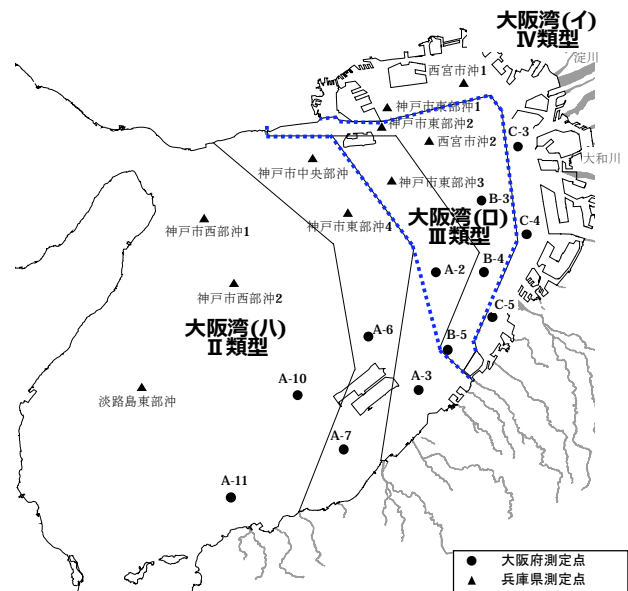 大阪湾(イ)
Ⅳ類型
淀川
西宮市沖1
神戸市東部沖1
神戸市東部沖2
C-3
西宮市沖2
大和川
神戸市中央部沖
神戸市東部沖3
B-3
神戸市西部沖1
神戸市東部沖4
大阪湾(ロ)
Ⅲ類型
C-4
A-2
B-4
神戸市西部沖2
C-5
大阪湾(ハ)
Ⅱ類型
A-6
B-5
淡路島東部沖
A-10
A-3
A-7
A-11
● 大阪府測定点
▲ 兵庫県測定点